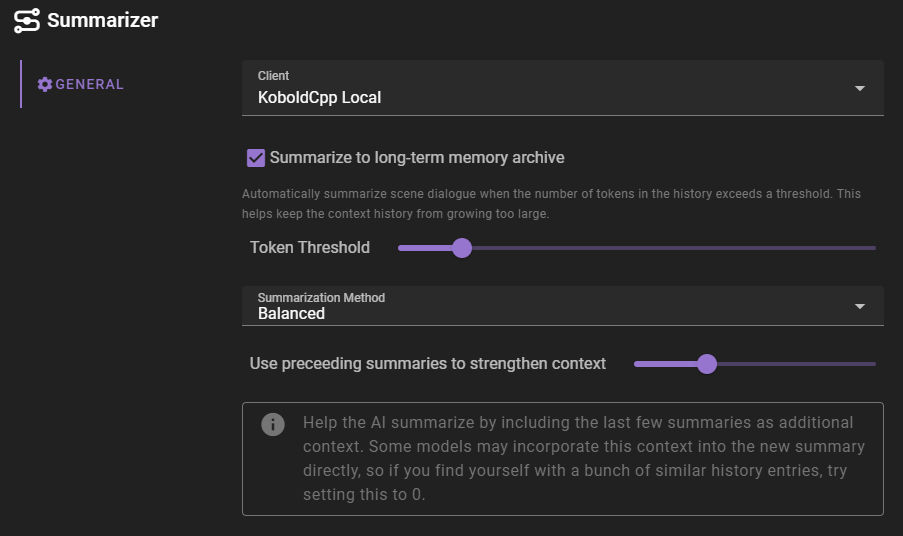 Summarizer
GENERAL
Client
KoboldCpp Local
Summarize to long-term memory archive
Automatically summarize scene dialogue when the number of tokens in the history exceeds a threshold. This
helps keep the context history from growing too large.
Token Threshold
Summarization Method
Balanced
Use preceeding summaries to strengthen context
Help the AI summarize by including the last few summaries as additional
context. Some models may incorporate this context into the new summary
directly, so if you find yourself with a bunch of similar history entries, try
setting this to 0.